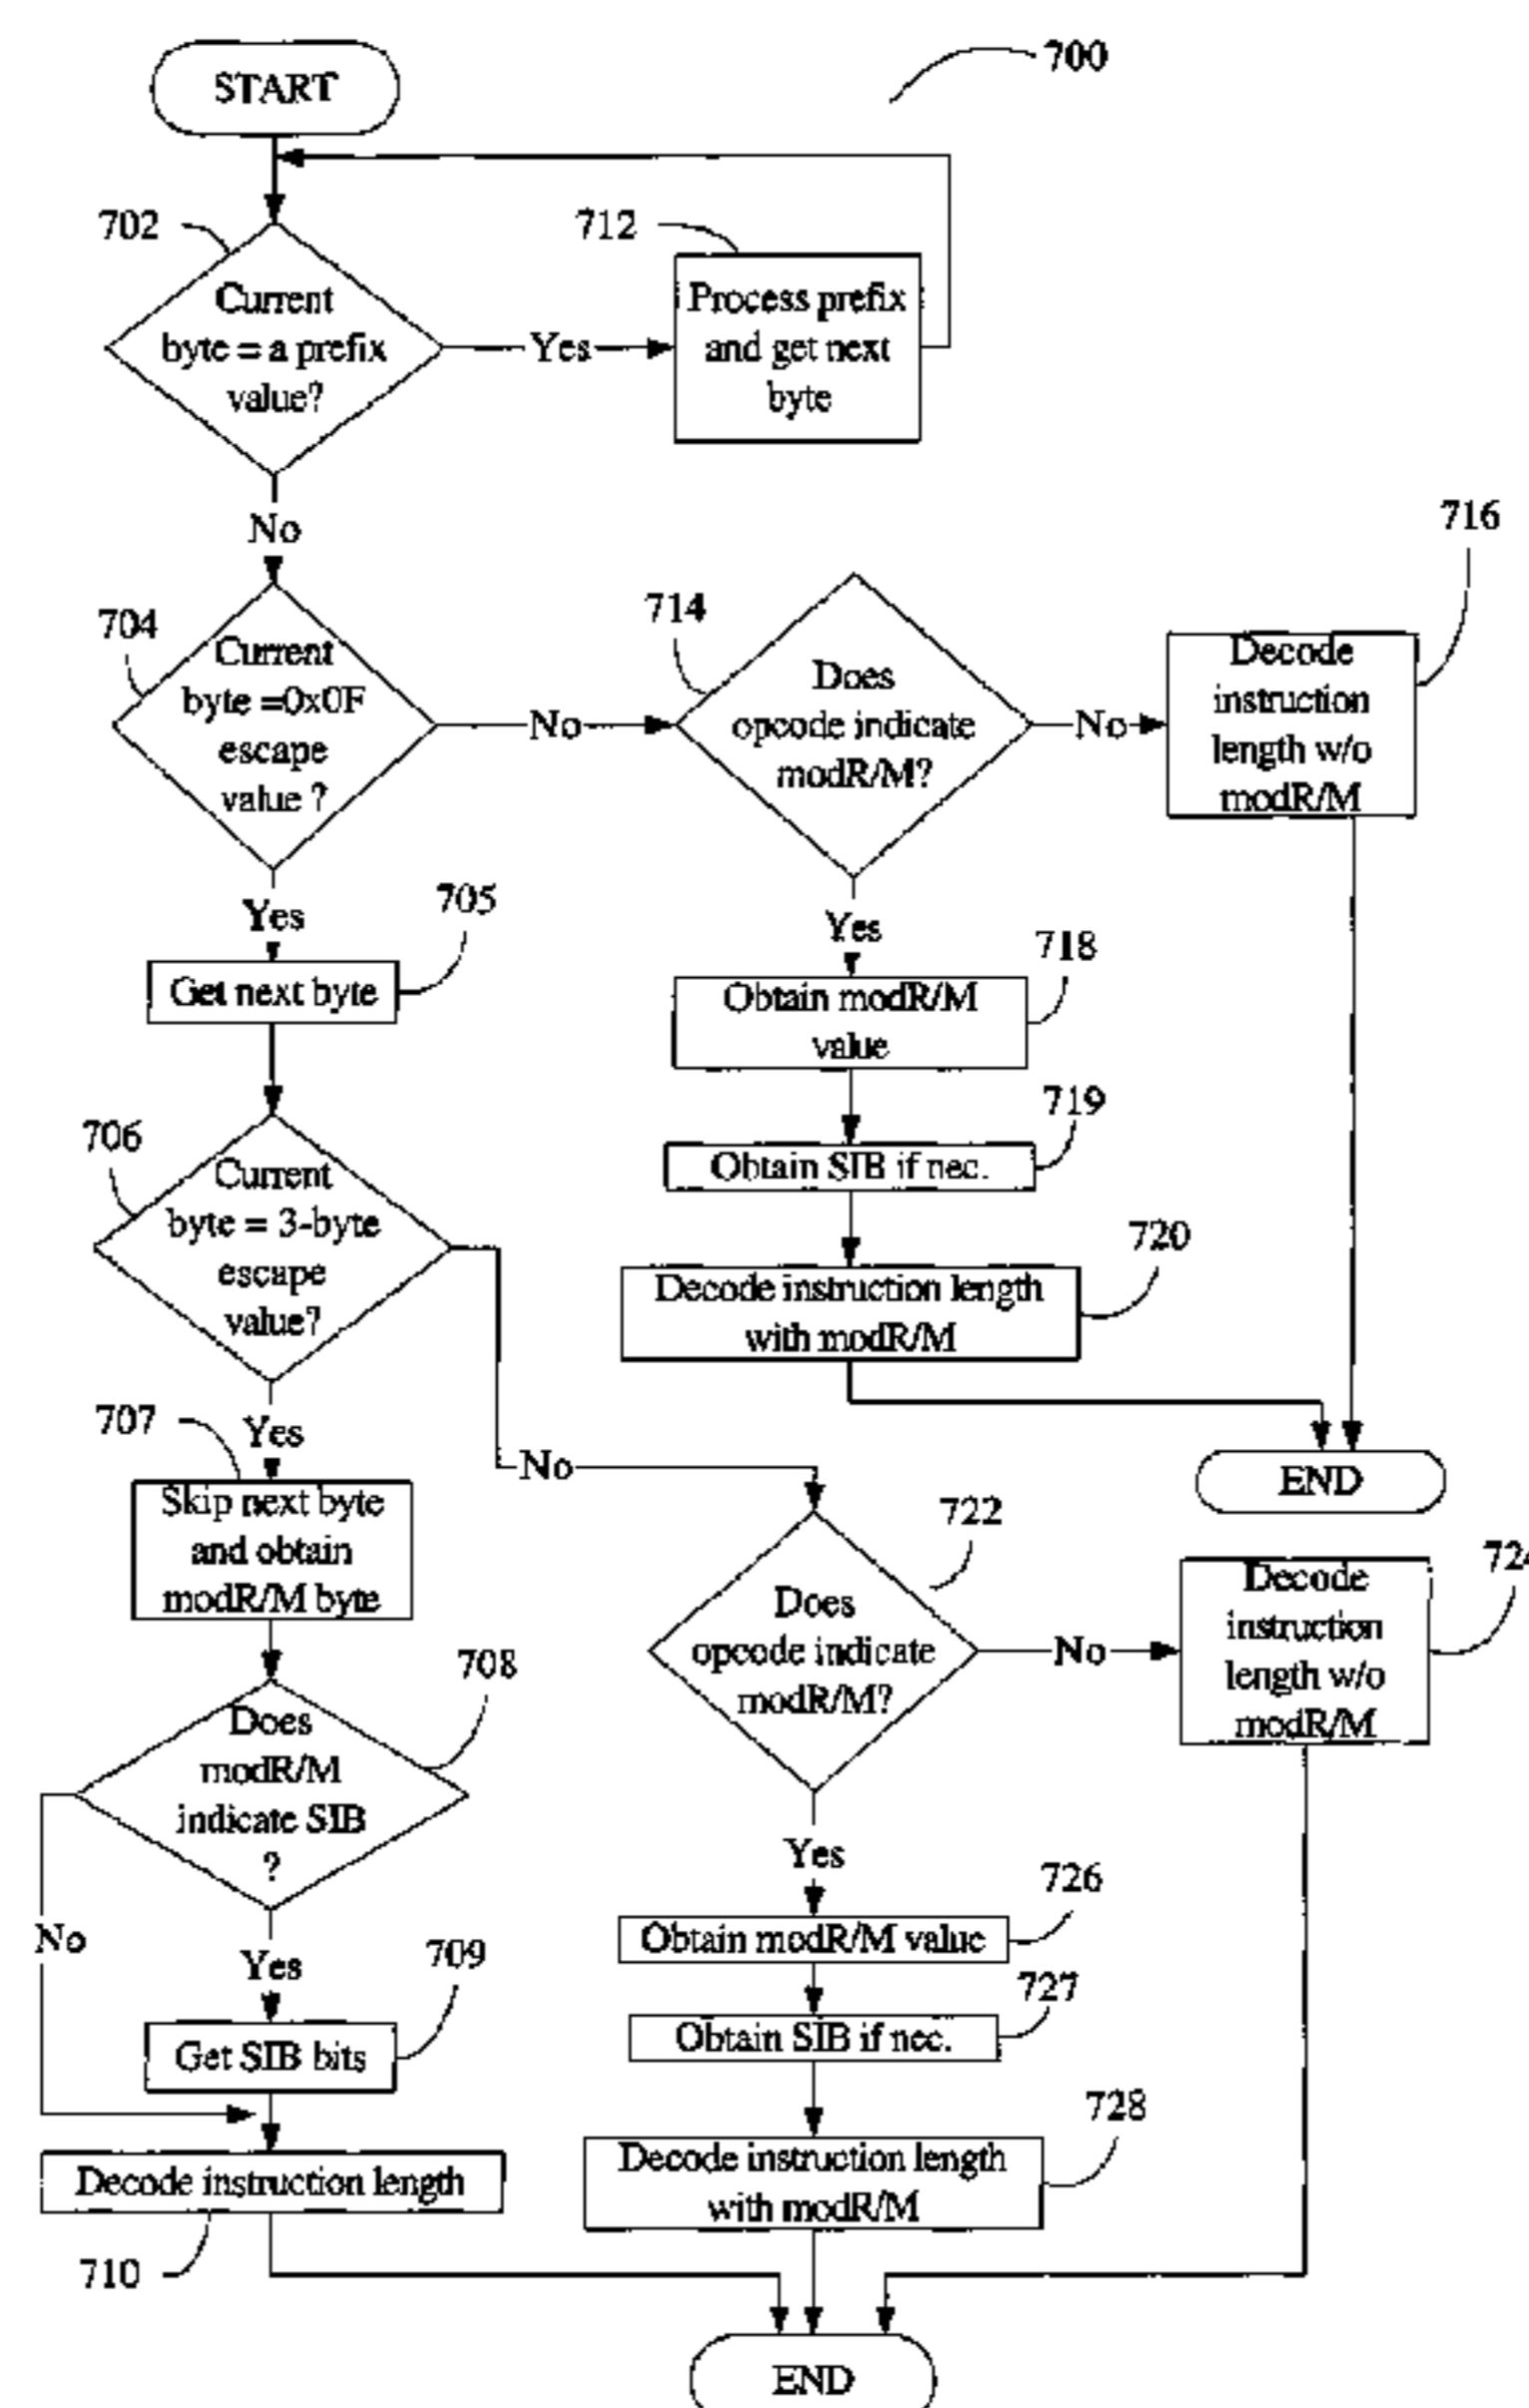 START
700
702
Current
byte = a prefix
value?
Yes
712
Process prefix
and get next
byte
No
704
Current
byte =0x0F
escape
value ?
No
714
Does
opcode indicate
modR/M?
No
716
Decode
instruction
length w/o
modR/M
Yes
705
Get next byte
Yes
718
Obtain modR/M
value
719
Obtain SIB if nec.
720
Decode instruction length
with modR/M
END
706
Current
byte = 3-byte
escape
value?
No
Yes
707
Skip next byte
and obtain
modR/M byte
722
Does
opcode indicate
modR/M?
No
724
Decode
instruction
length w/o
modR/M
708
Does
modR/M
indicate SIB
?
No
Yes
709
Get SIB bits
Yes
726
Obtain modR/M value
727
Obtain SIB if nec.
728
Decode instruction length
with modR/M
Decode instruction length
710
END